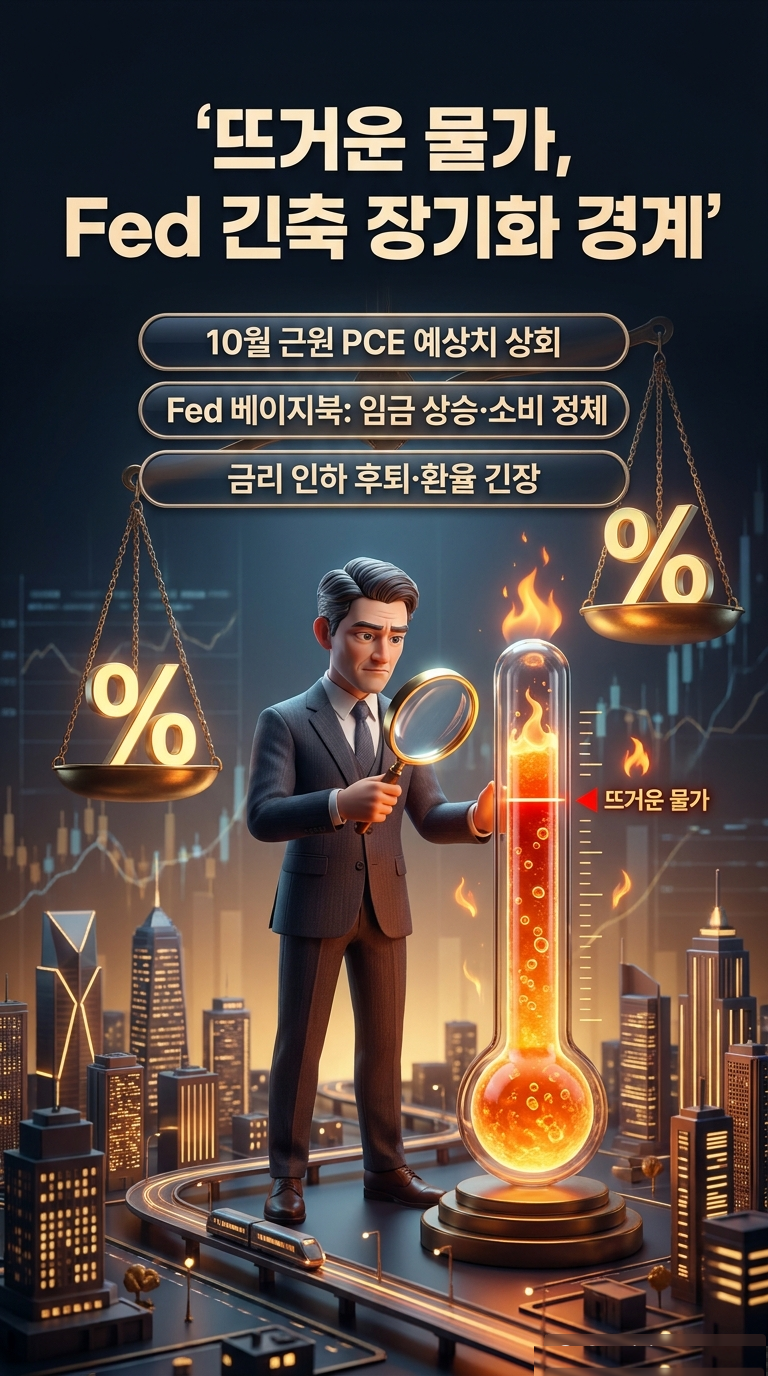 ‘뜨거운 물가,
Fed 긴축 장기화 경계’
10월 근원 PCE 예상치 상회
Fed 베이지북: 임금 상승·소비 정체
금리 인하 후퇴·환율 긴장
%
%
뜨거운 물가